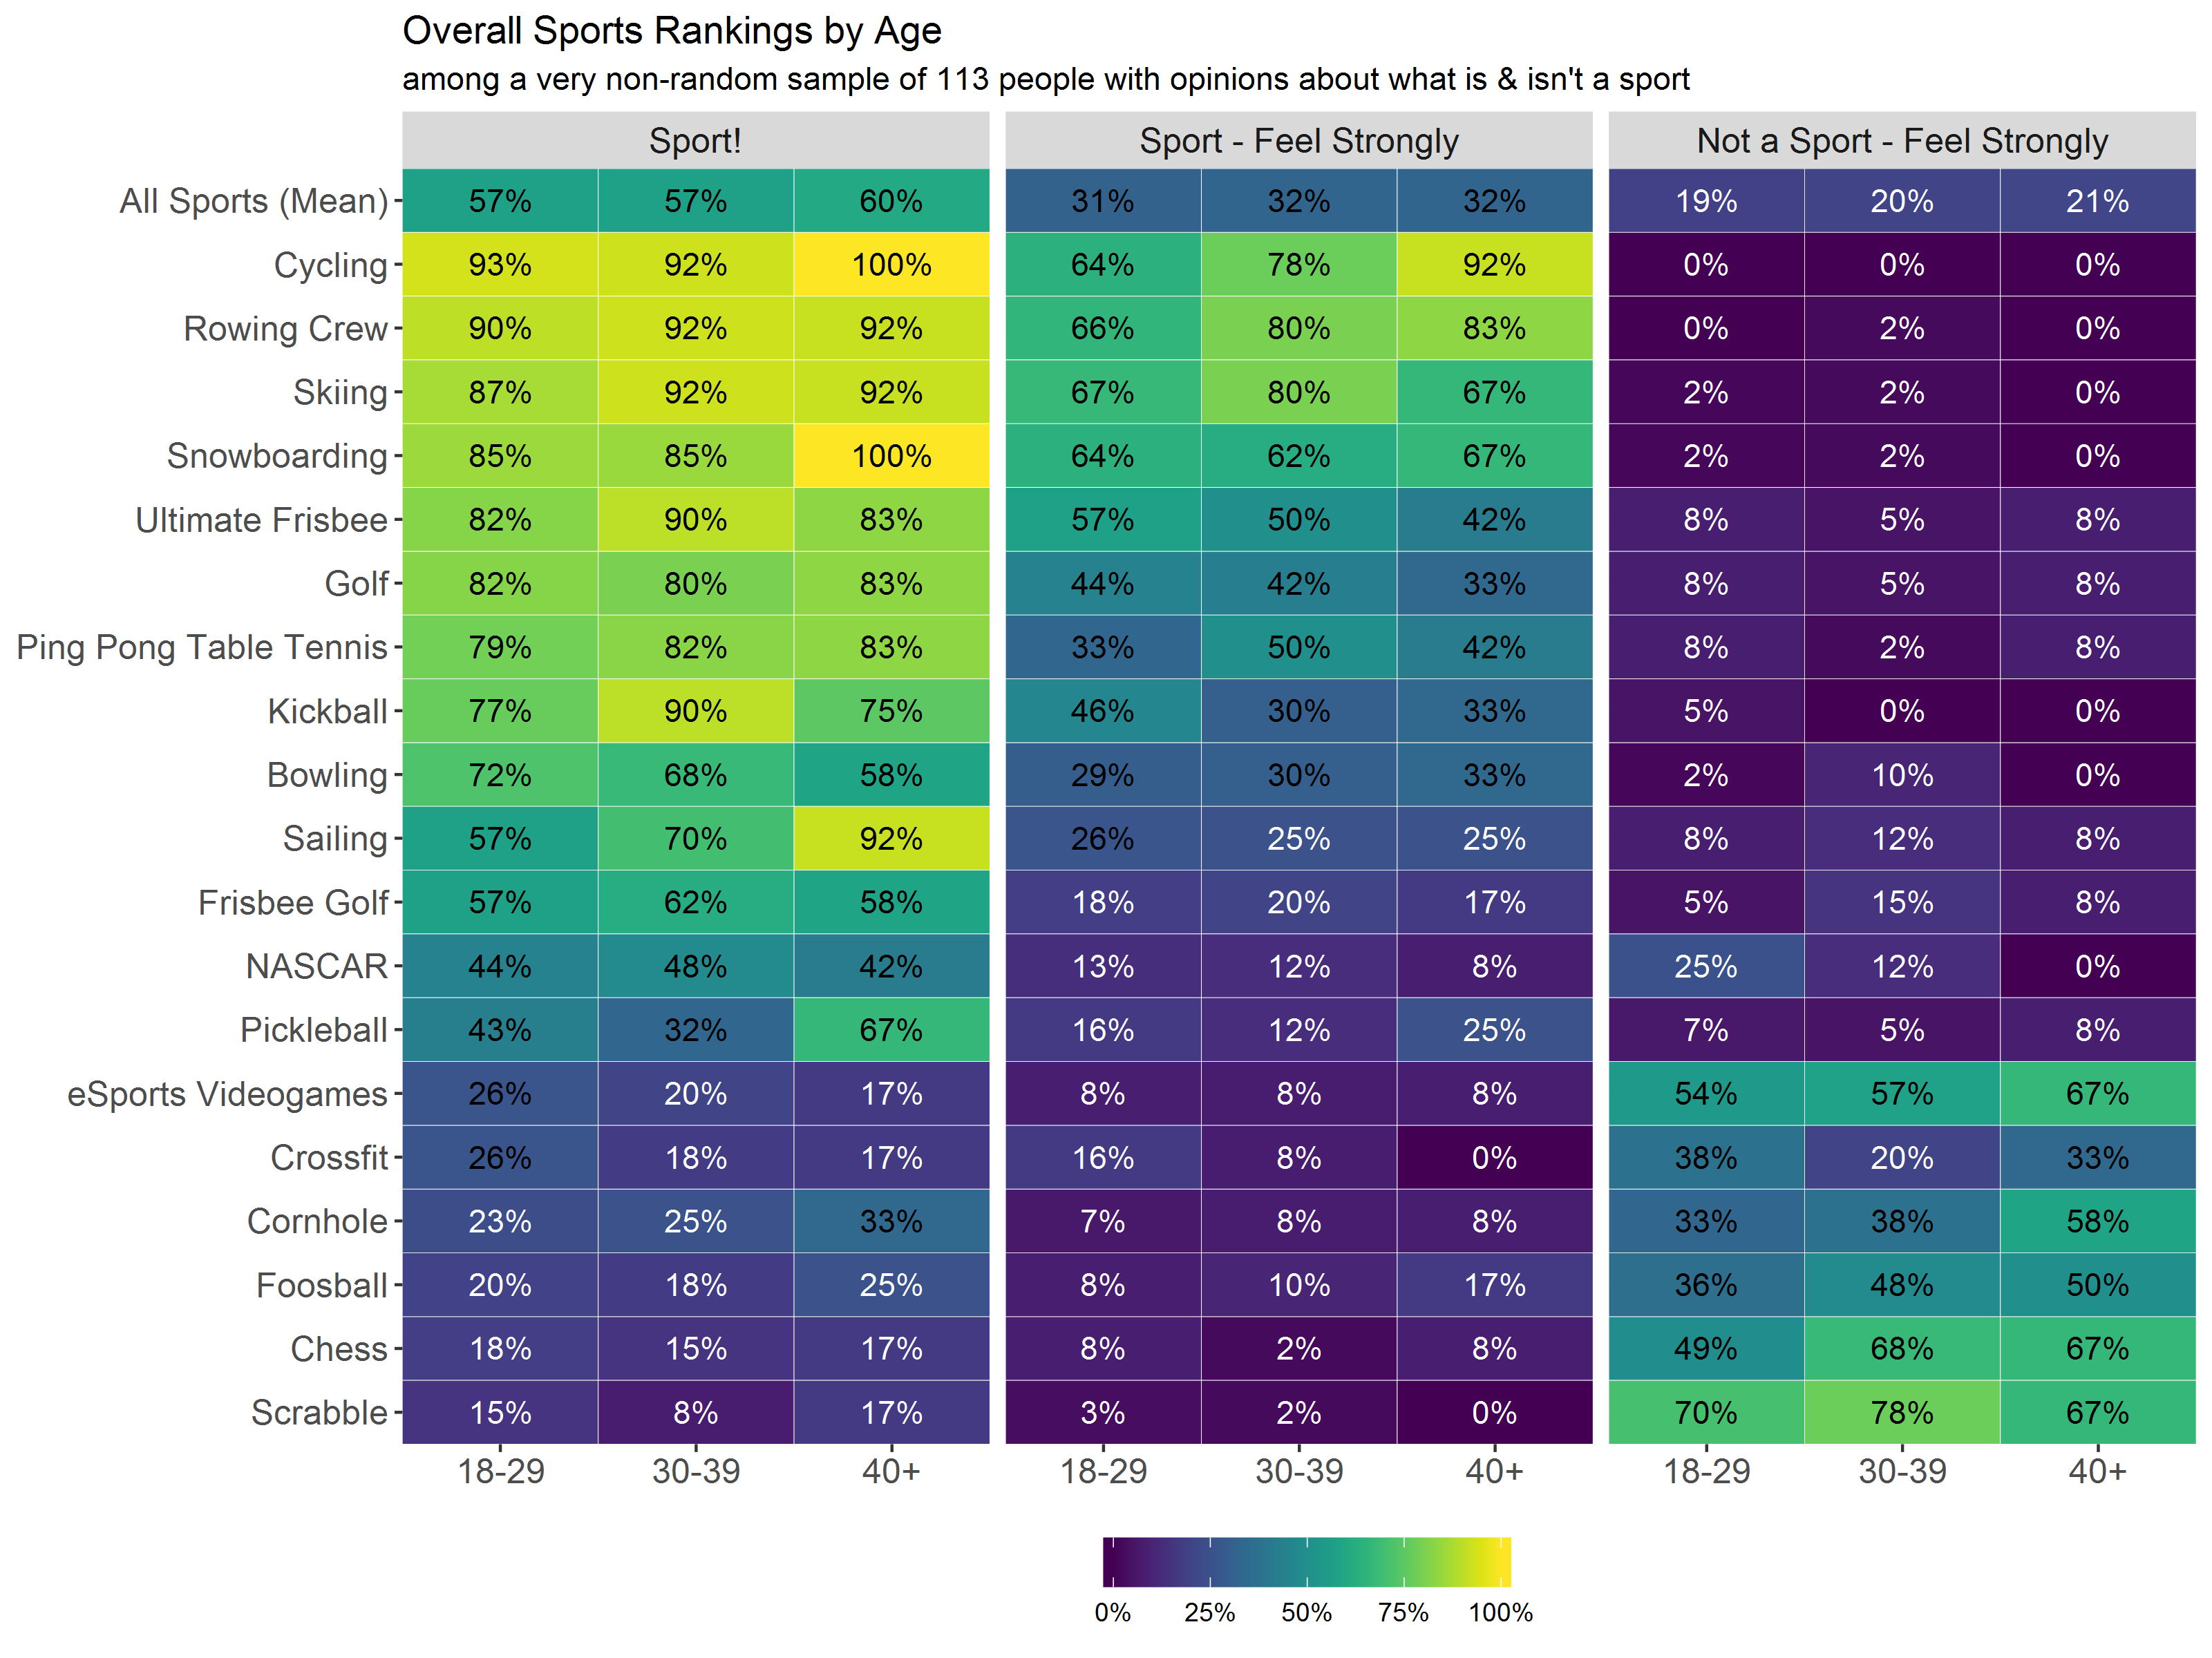 Overall Sports Rankings by Age
among a very non-random sample of 113 people with opinions about what is & isn't a sport
Sport! Sport - Feel Strongly Not a Sport - Feel Strongly
All Sports (Mean) 57% 57% 60% 31% 32% 32% 19% 20% 21%
Cycling 93% 92% 100% 64% 78% 92% 0% 0% 0%
Rowing Crew 90% 92% 92% 66% 80% 83% 0% 2% 0%
Skiing 87% 92% 92% 67% 80% 67% 2% 2% 0%
Snowboarding 85% 85% 100% 64% 62% 67% 2% 2% 0%
Ultimate Frisbee 82% 90% 83% 57% 50% 42% 8% 5% 8%
Golf 82% 80% 83% 44% 42% 33% 8% 5% 8%
Ping Pong Table Tennis 79% 82% 83% 33% 50% 42% 8% 2% 8%
Kickball 77% 90% 75% 46% 30% 33% 5% 0% 0%
Bowling 72% 68% 58% 29% 30% 33% 2% 10% 0%
Sailing 57% 70% 92% 26% 25% 25% 8% 12% 8%
Frisbee Golf 57% 62% 58% 18% 20% 17% 5% 15% 8%
NASCAR 44% 48% 42% 13% 12% 8% 25% 12% 0%
Pickleball 43% 32% 67% 16% 12% 25% 7% 5% 8%
eSports Videogames 26% 20% 17% 8% 8% 8% 54% 57% 67%
Crossfit 26% 18% 17% 16% 8% 0% 38% 20% 33%
Cornhole 23% 25% 33% 7% 8% 8% 33% 38% 58%
Foosball 20% 18% 25% 8% 10% 17% 36% 48% 50%
Chess 18% 15% 17% 8% 2% 8% 49% 68% 67%
Scrabble 15% 8% 17% 3% 2% 0% 70% 78% 67%
18-29 30-39 40+ 18-29 30-39 40+ 18-29 30-39 40+
0% 25% 50% 75% 100%